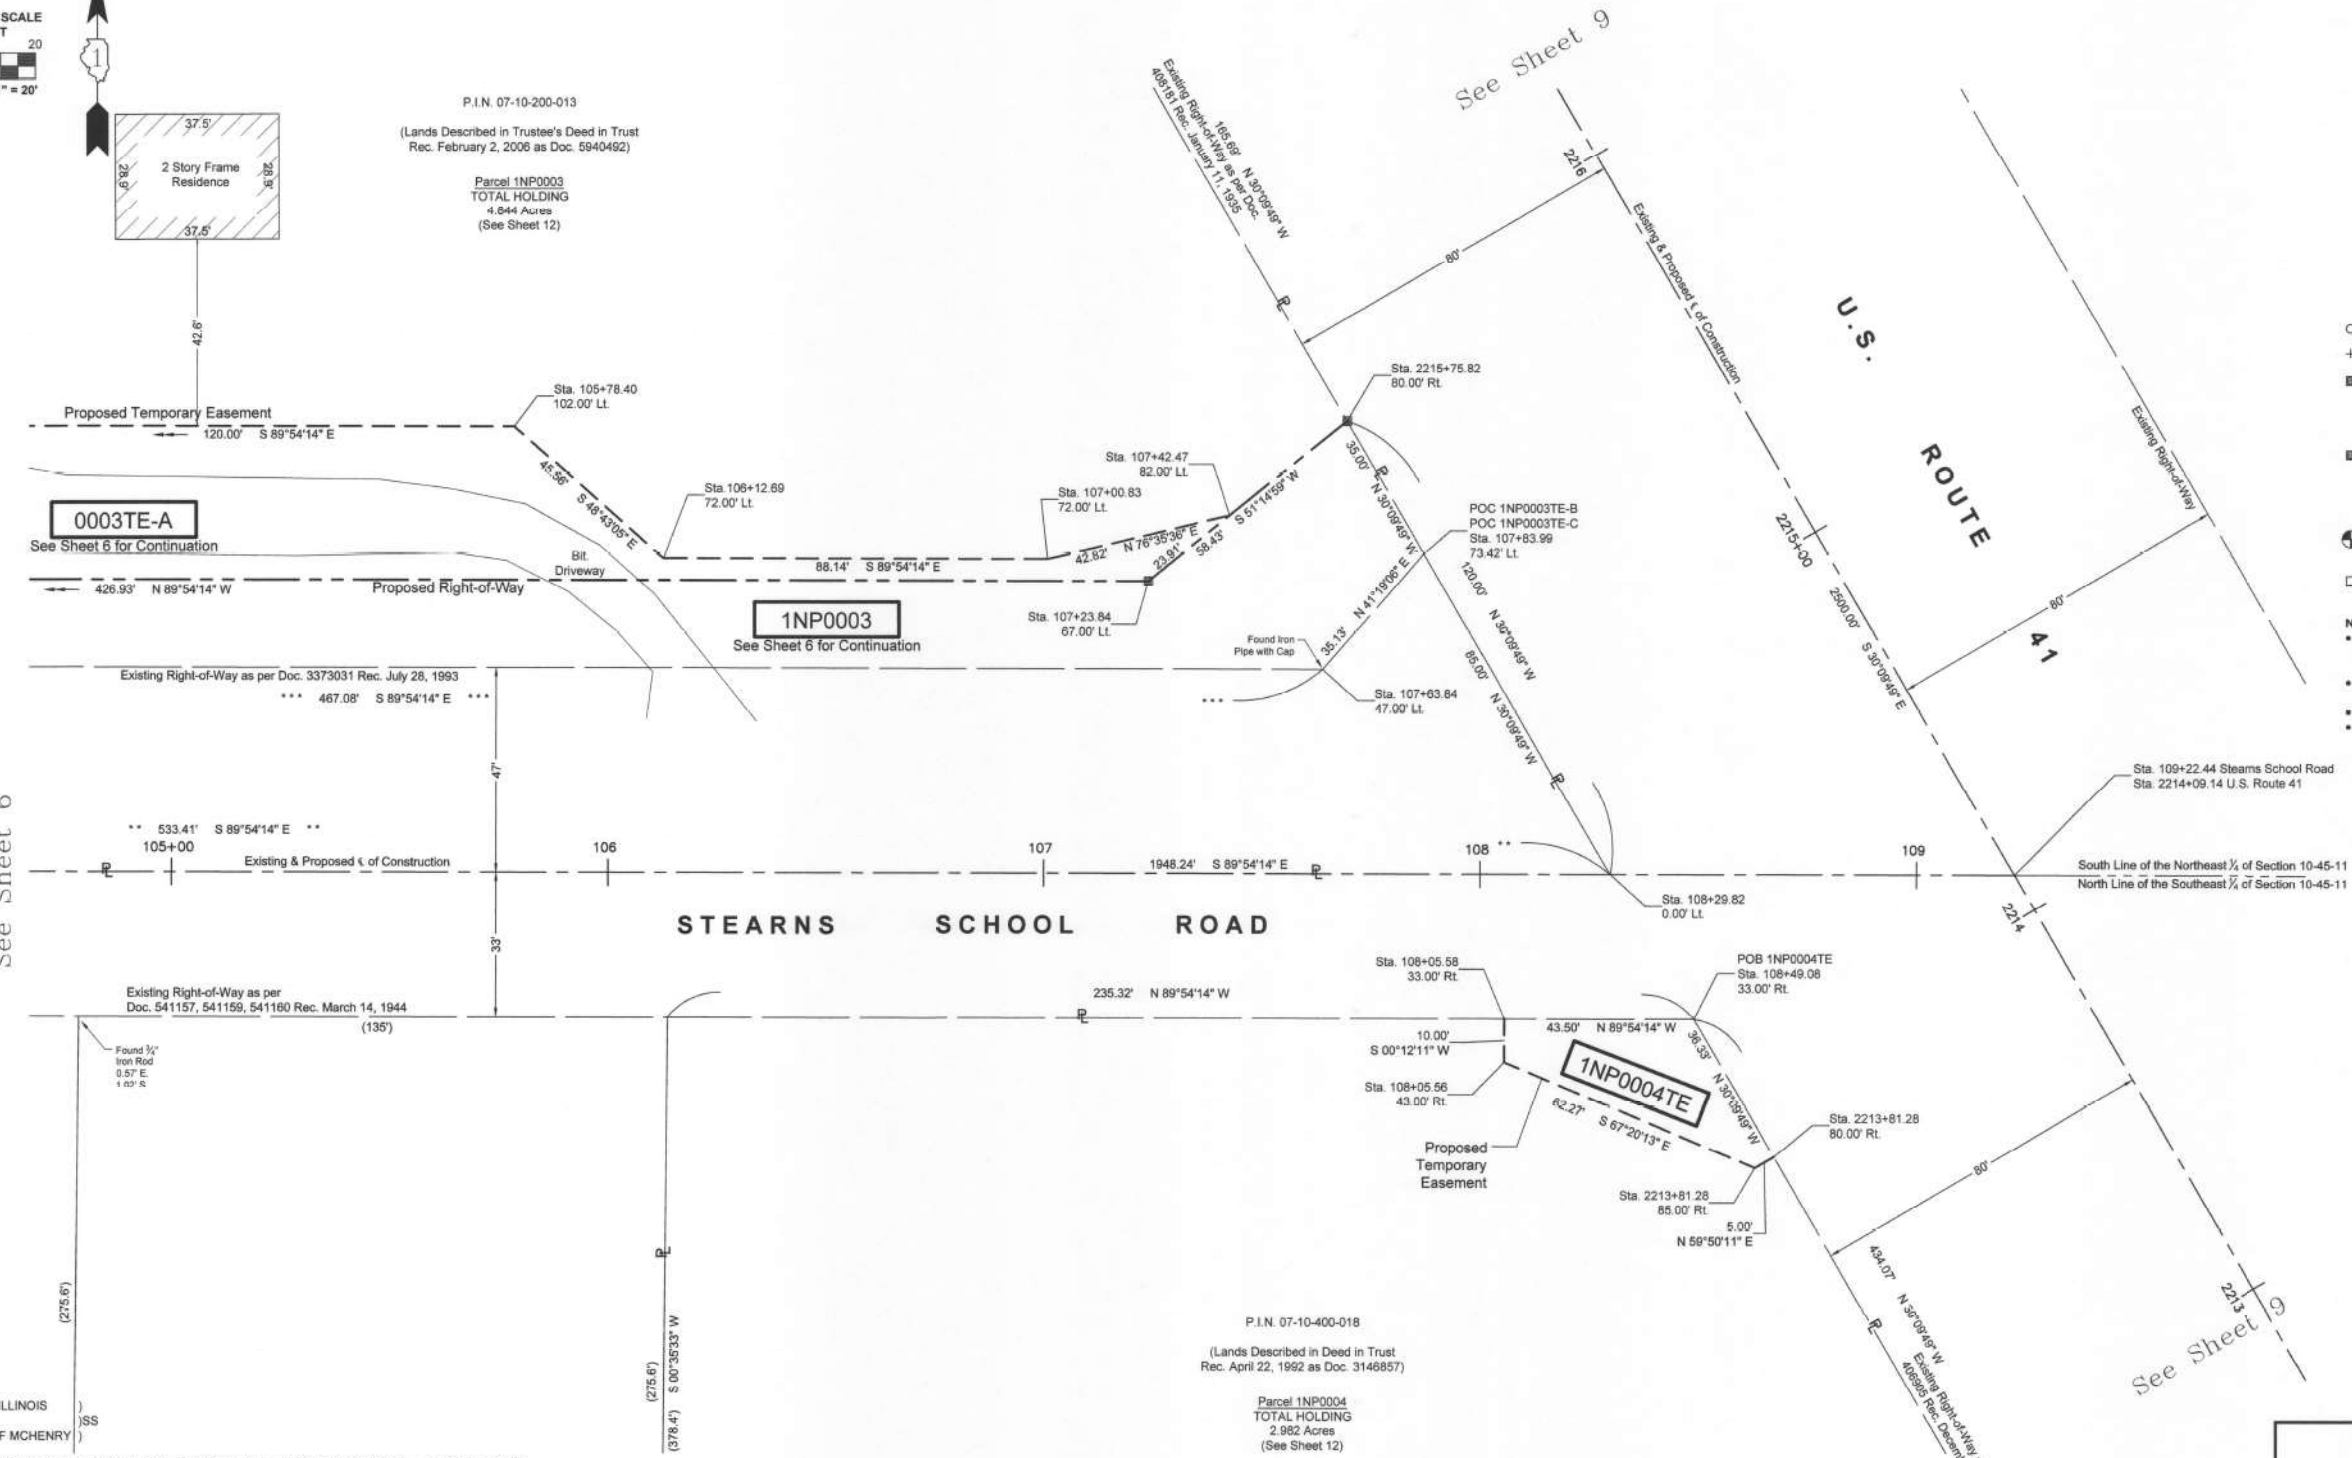 SCALE
T
20
" = 20'
1
37.5'
28.9'
2 Story Frame
Residence
28.9'
37.5'
42.6'
P.I.N. 07-10-200-013
(Lands Described in Trustee's Deed in Trust
Rec. February 2, 2006 as Doc. 5940492)
Parcel 1NP0003
TOTAL HOLDING
4.644 Acres
(See Sheet 12)
165.69' N 30°09'49" W
Existing Right-of-Way as per Doc.
408181 Rec. January 11, 1935
See Sheet 9
2216
80'
Existing & Proposed ℄ of Construction
U.S.
ROUTE
41
Existing Right-of-Way
80'
2215+00
2500.00' S 30°09'49" E
Sta. 2215+75.82
80.00' Rt.
Sta. 105+78.40
102.00' Lt.
Proposed Temporary Easement
120.00' S 89°54'14" E
45.56' S 48°43'05" E
Sta. 106+12.69
72.00' Lt.
Sta. 107+42.47
82.00' Lt.
Sta. 107+00.83
72.00' Lt.
35.00' N 30°09'49" W
S 51°14'59" W
58.43'
23.91'
42.82' N 76°35'36" E
88.14' S 89°54'14" E
0003TE-A
See Sheet 6 for Continuation
Bit.
Driveway
426.93' N 89°54'14" W
Proposed Right-of-Way
1NP0003
See Sheet 6 for Continuation
Sta. 107+23.84
67.00' Lt.
POC 1NP0003TE-B
POC 1NP0003TE-C
Sta. 107+83.99
73.42' Lt.
35.13' N 41°19'06" E
Found Iron
Pipe with Cap
120.00' N 30°09'49" W
85.00' N 30°09'49" W
Existing Right-of-Way as per Doc. 3373031 Rec. July 28, 1993
*** 467.08' S 89°54'14" E ***
***
Sta. 107+63.84
47.00' Lt.
47'
Sta. 109+22.44 Stearns School Road
Sta. 2214+09.14 U.S. Route 41
See Sheet 6
** 533.41' S 89°54'14" E **
105+00
Existing & Proposed ℄ of Construction
106
107
1948.24' S 89°54'14" E
108 **
109
South Line of the Northeast ¼ of Section 10-45-11
North Line of the Southeast ¼ of Section 10-45-11
Sta. 108+29.82
0.00' Lt.
2214
STEARNS SCHOOL ROAD
33'
Existing Right-of-Way as per
Doc. 541157, 541159, 541160 Rec. March 14, 1944
(135')
Found ¾"
Iron Rod
0.57' E.
1.02' S.
235.32' N 89°54'14" W
Sta. 108+05.58
33.00' Rt.
POB 1NP0004TE
Sta. 108+49.08
33.00' Rt.
43.50' N 89°54'14" W
10.00'
S 00°12'11" W
36.33' N 30°09'49" W
1NP0004TE
Sta. 108+05.56
43.00' Rt.
62.27' S 67°20'13" E
Proposed
Temporary
Easement
Sta. 2213+81.28
80.00' Rt.
Sta. 2213+81.28
85.00' Rt.
5.00'
N 59°50'11" E
80'
2213
See Sheet 9
434.07' N 30°09'49" W
Existing Right-of-Way
406905 Rec.
(275.6')
(275.6')
(378.4') S 00°35'33" W
P.I.N. 07-10-400-018
(Lands Described in Deed in Trust
Rec. April 22, 1992 as Doc. 3146857)
Parcel 1NP0004
TOTAL HOLDING
2.982 Acres
(See Sheet 12)
LLINOIS )
)SS
F MCHENRY )